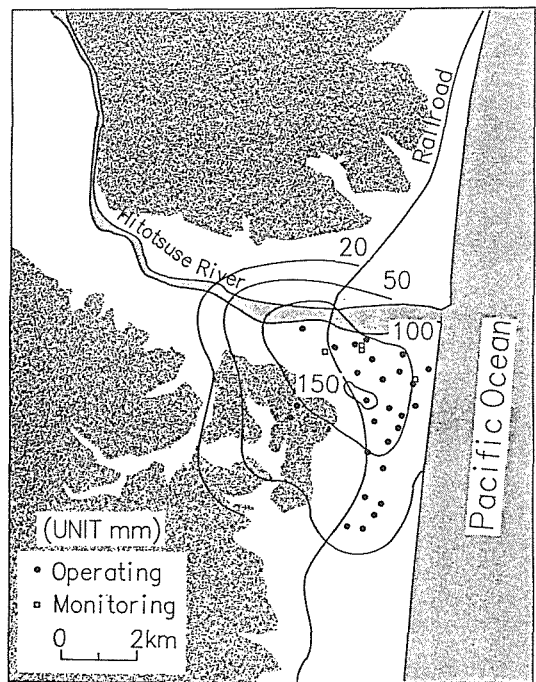 Railroad
Hitotsuse River
20
50
100
150
Pacific Ocean
(UNIT mm)
Operating
Monitoring
0 2km